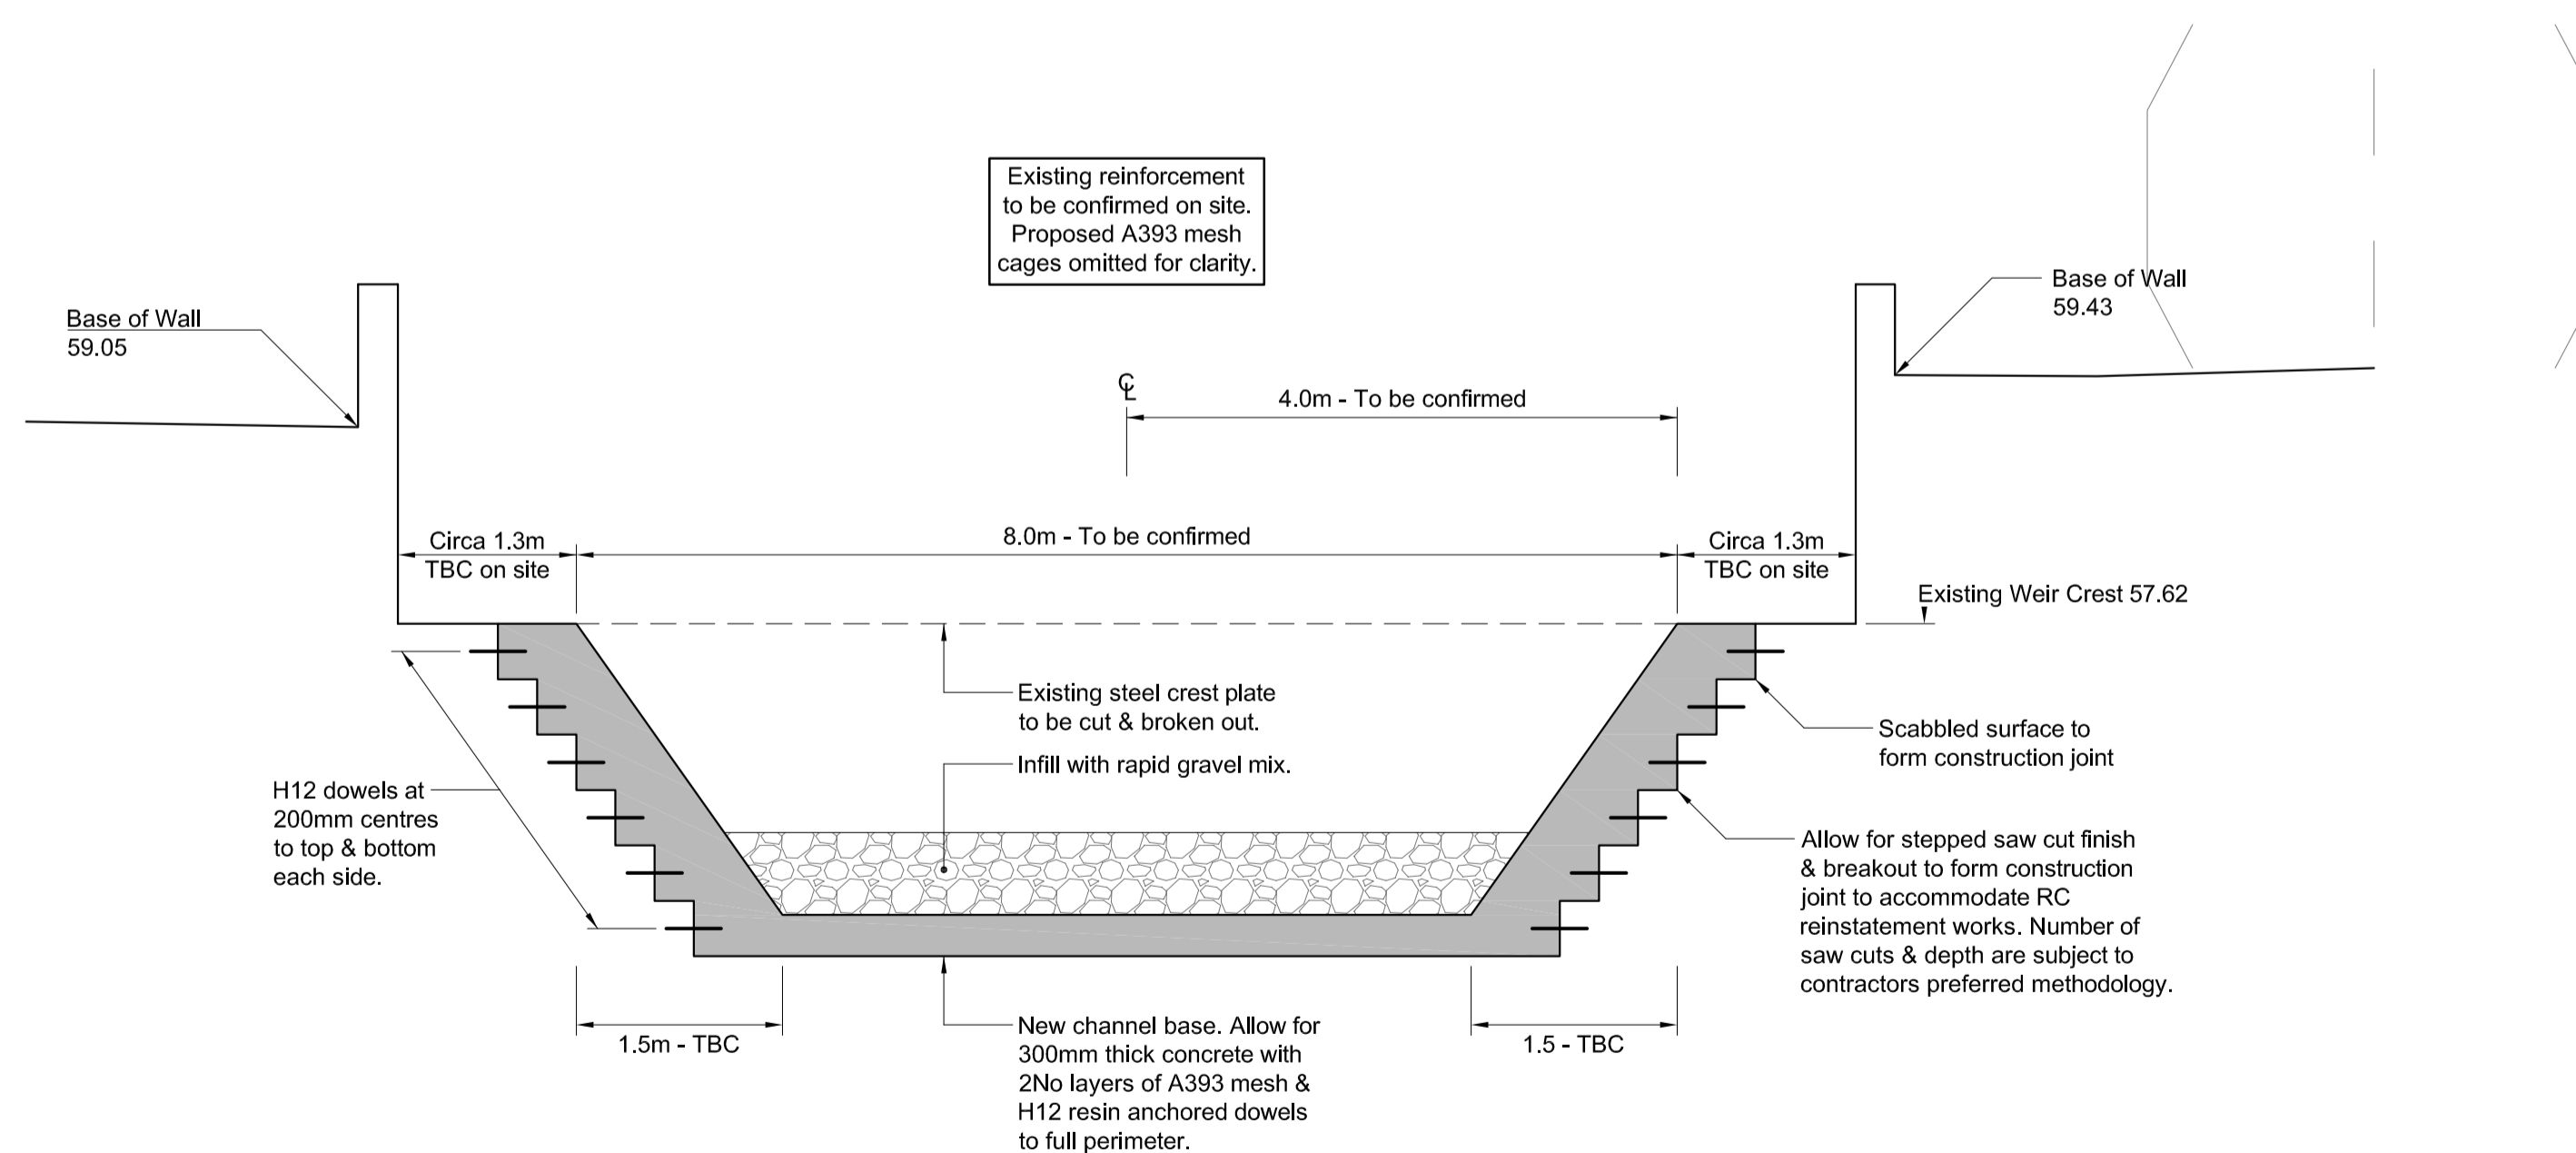 Existing reinforcement
to be confirmed on site.
Proposed A393 mesh
cages omitted for clarity.
Base of Wall
59.05
Base of Wall
59.43
℄
4.0m - To be confirmed
Circa 1.3m
TBC on site
8.0m - To be confirmed
Circa 1.3m
TBC on site
Existing Weir Crest 57.62
Existing steel crest plate
to be cut & broken out.
Infill with rapid gravel mix.
Scabbled surface to
form construction joint
H12 dowels at
200mm centres
to top & bottom
each side.
Allow for stepped saw cut finish
& breakout to form construction
joint to accommodate RC
reinstatement works. Number of
saw cuts & depth are subject to
contractors preferred methodology.
1.5m - TBC
New channel base. Allow for
300mm thick concrete with
2No layers of A393 mesh &
H12 resin anchored dowels
to full perimeter.
1.5 - TBC